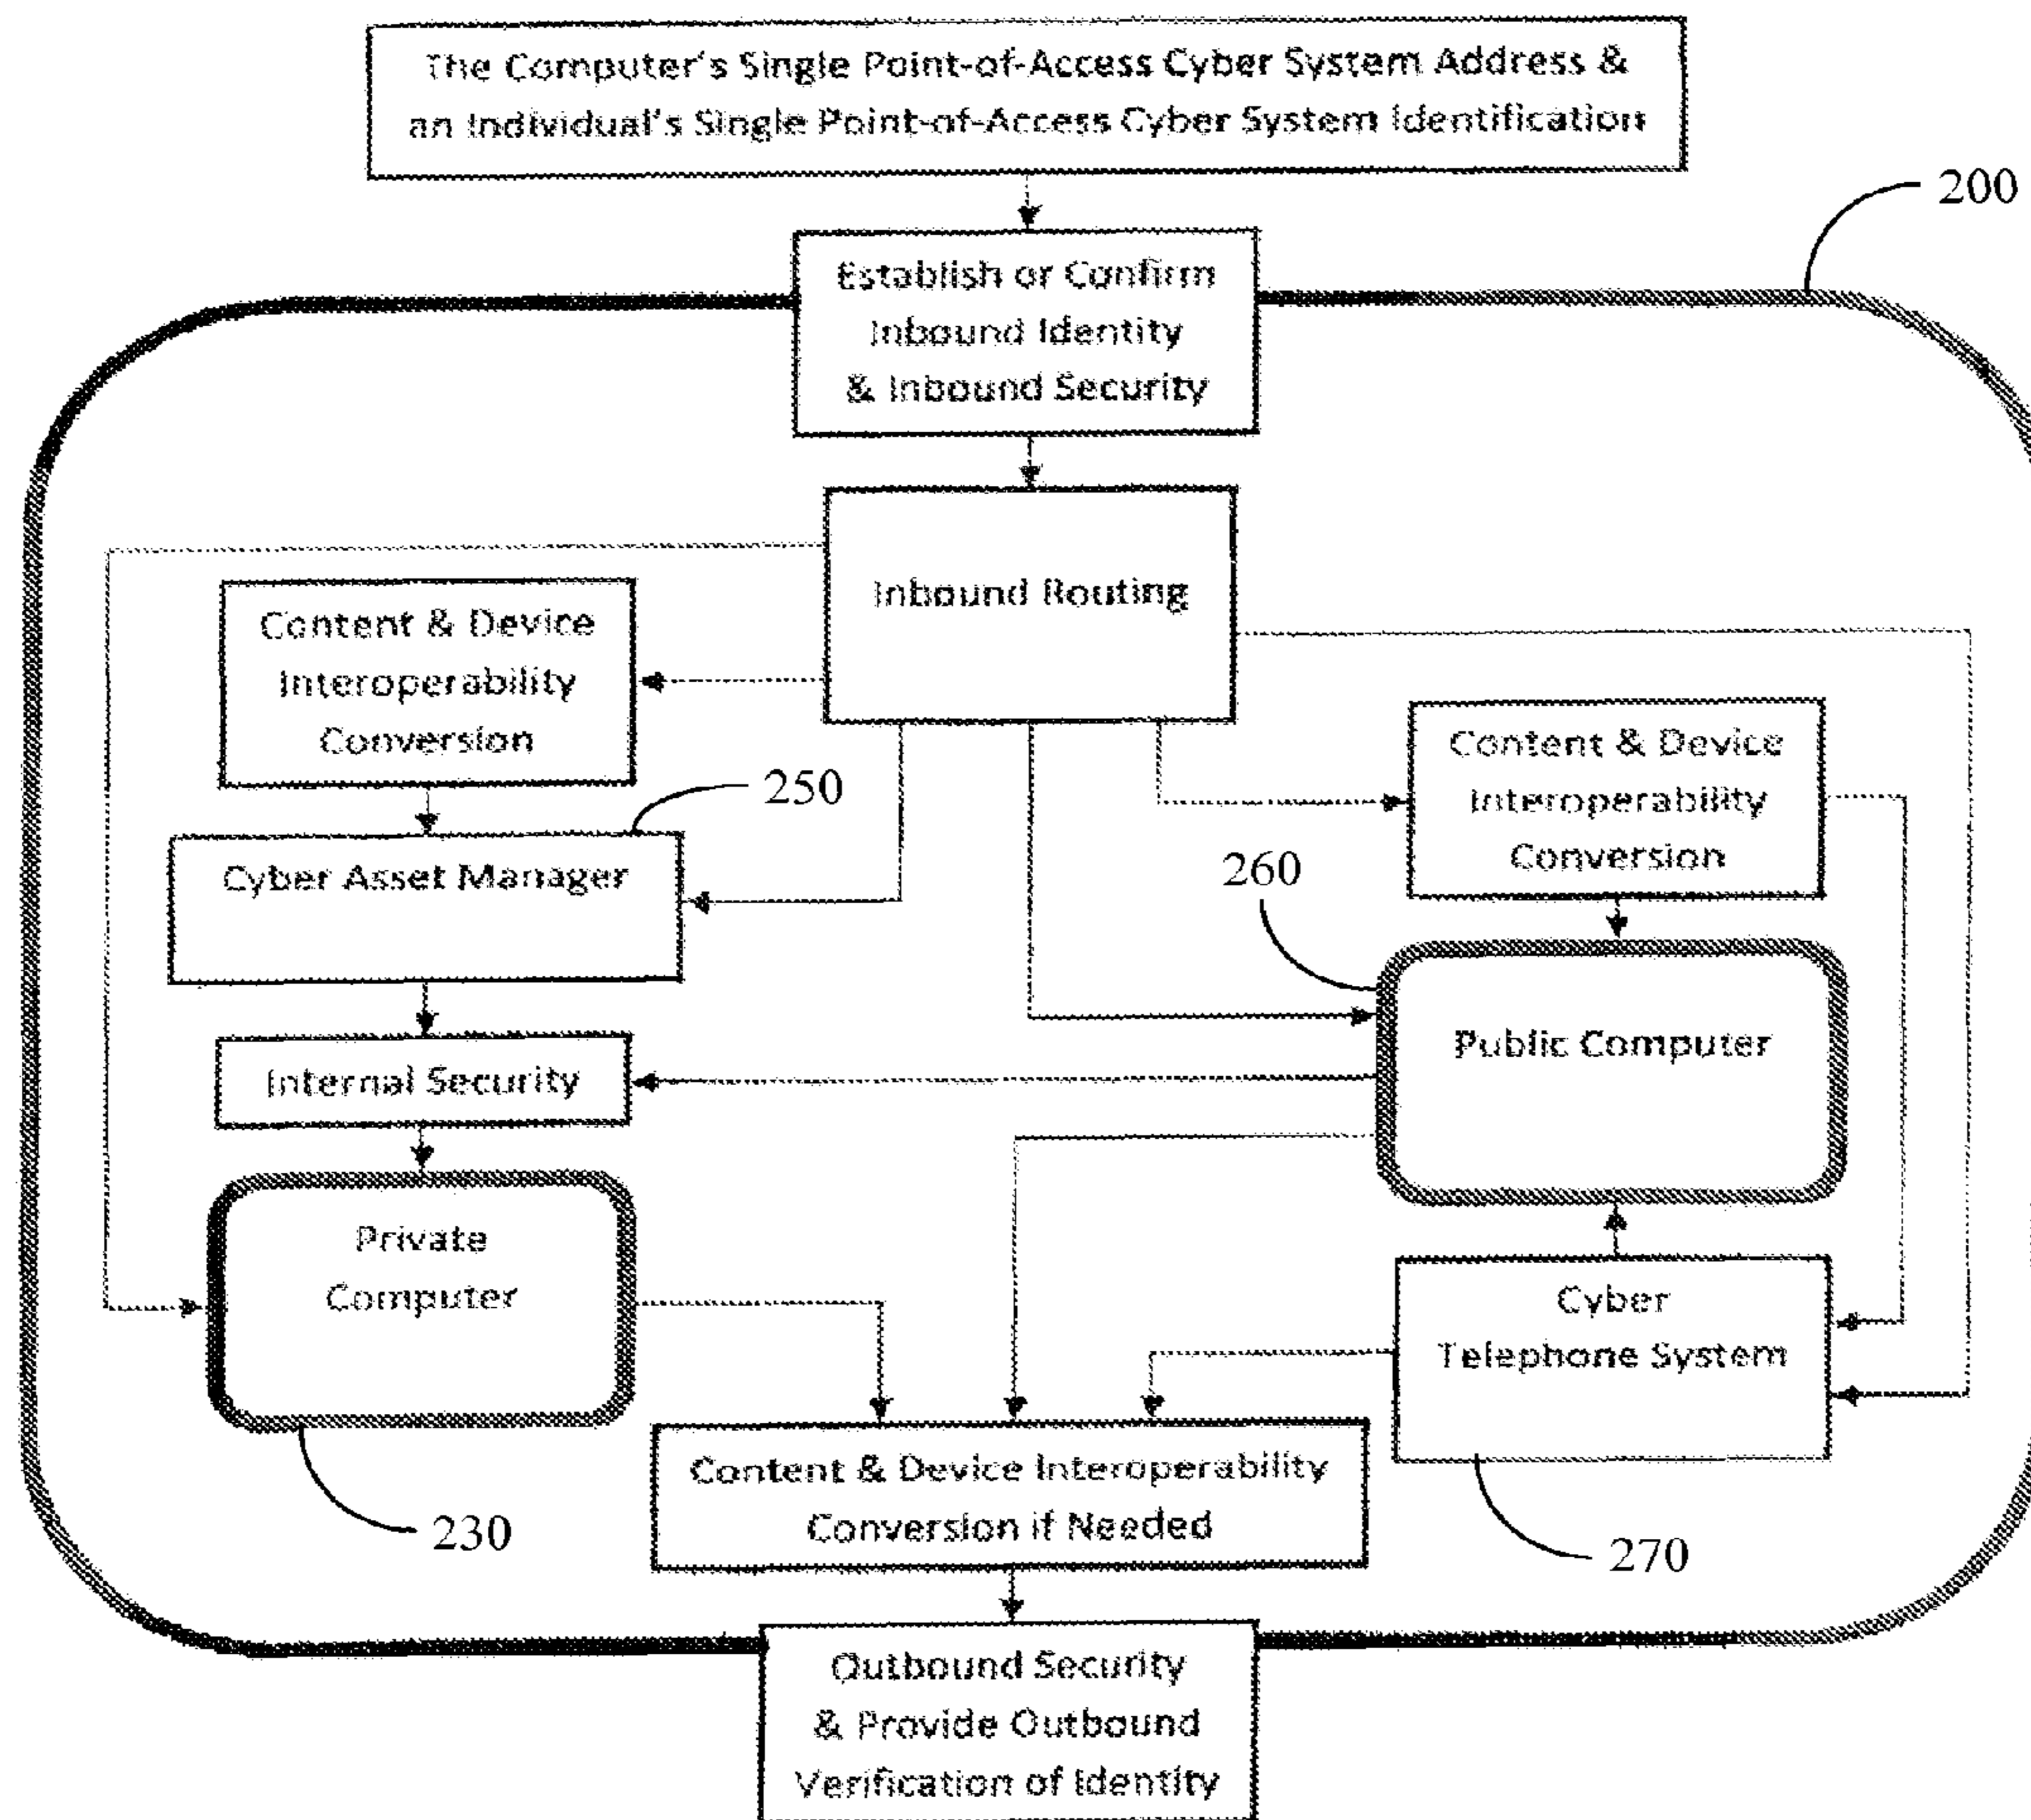 The Computer's Single Point-of-Access Cyber System Address &
an Individual's Single Point-of-Access Cyber System Identification
200
Establish or Confirm
Inbound Identity
& Inbound Security
Inbound Routing
Content & Device
Interoperability
Conversion
Content & Device
Interoperability
Conversion
250
Cyber Asset Manager
260
Public Computer
Internal Security
Private
Computer
Cyber
Telephone System
Content & Device Interoperability
Conversion if Needed
230
270
Outbound Security
& Provide Outbound
Verification of Identity